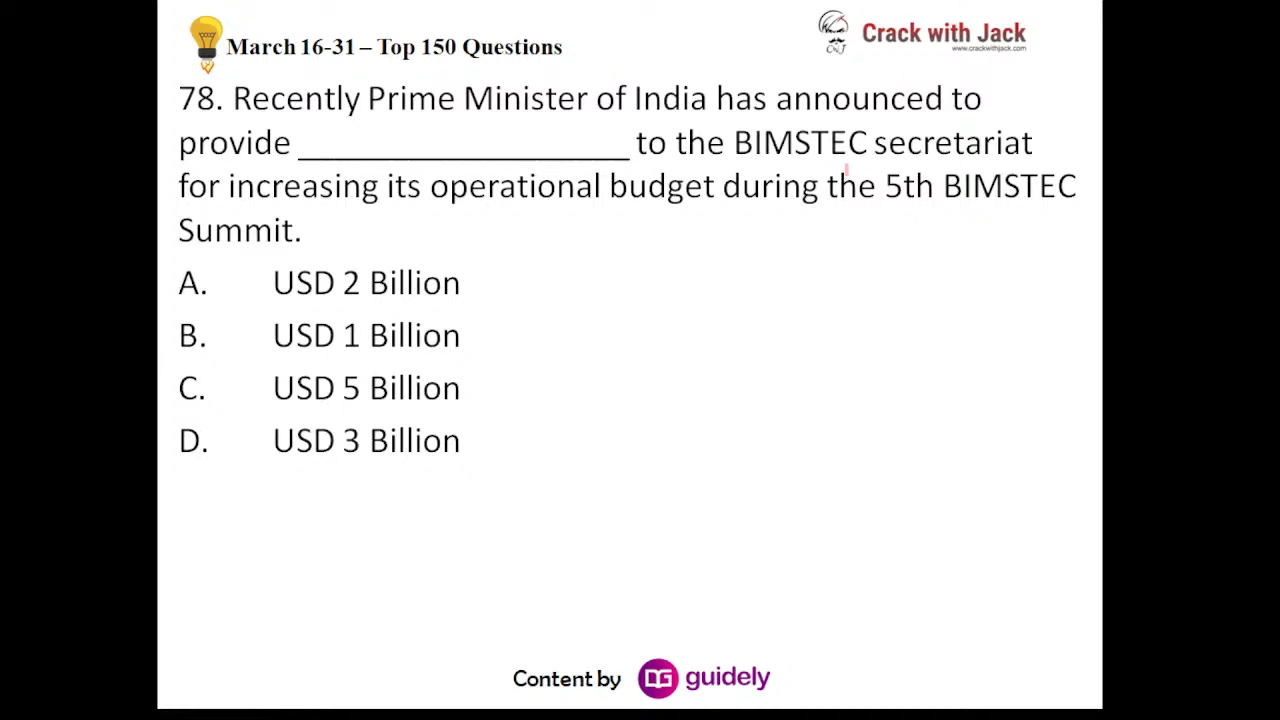 March 16-31 – Top 150 Questions
Crack with Jack
www.crackwithjack.com
CWJ
78. Recently Prime Minister of India has announced to
provide ____________________ to the BIMSTEC secretariat
for increasing its operational budget during the 5th BIMSTEC
Summit.
A. USD 2 Billion
B. USD 1 Billion
C. USD 5 Billion
D. USD 3 Billion
Content by DG guidely